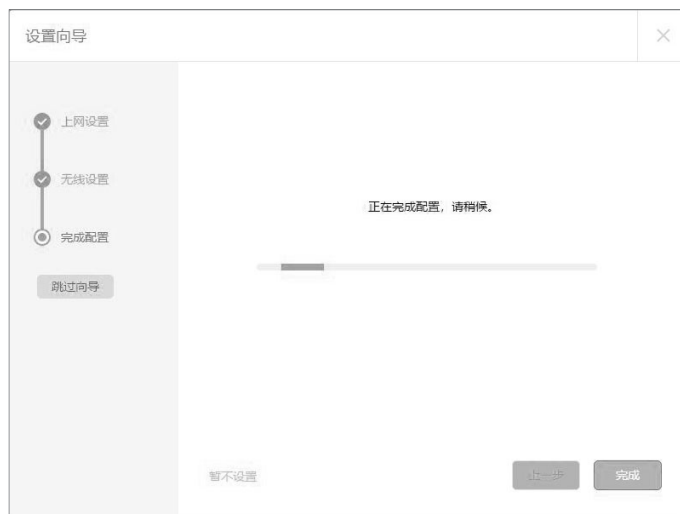 设置向导
上网设置
无线设置
完成配置
跳过向导
正在完成配置，请稍候。
暂不设置
上一步
完成